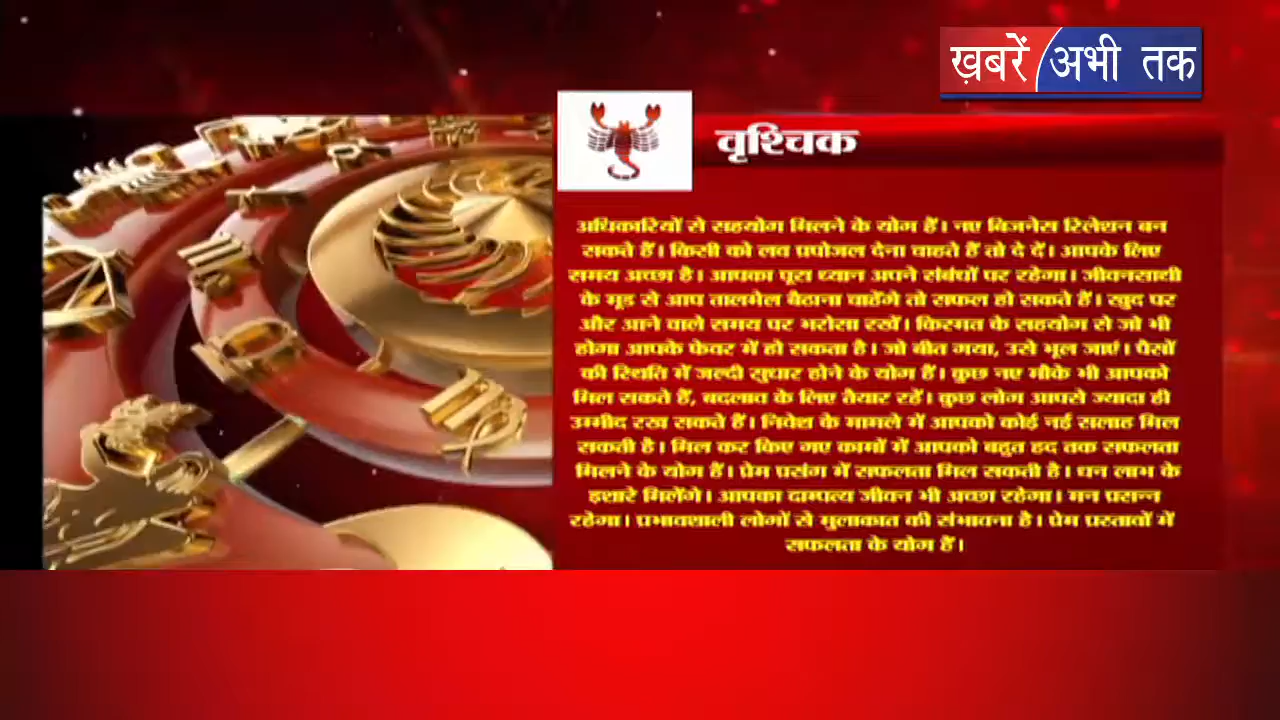 ख़बरें अभी तक
वृश्चिक
अधिकारियों से सहयोग मिलने के योग हैं। नए बिजनेस रिलेशन बन
सकते हैं। किसी को लव प्रपोजल देना चाहते हैं तो दे दें। आपके लिए
समय अच्छा है। आपका पूरा ध्यान अपने संबंधों पर रहेगा। जीवनसाथी
के मूड से आप तालमेल बैठाना चाहेंगे तो सफल हो सकते हैं। खुद पर
और आने वाले समय पर भरोसा रखें। किस्मत के सहयोग से जो भी
होगा आपके फेवर में हो सकता है। जो बीत गया, उसे भूल जाएं। पैसों
की स्थिति में जल्दी सुधार होने के योग हैं। कुछ नए मौके भी आपको
मिल सकते हैं, बदलाव के लिए तैयार रहें। कुछ लोग आपसे ज्यादा ही
उम्मीद रख सकते हैं। निवेश के मामले में आपको कोई नई सलाह मिल
सकती है। मिल कर किए गए कामों में आपको बहुत हद तक सफलता
मिलने के योग हैं। प्रेम प्रसंग में सफलता मिल सकती है। धन लाभ के
इशारे मिलेंगे। आपका दाम्पत्य जीवन भी अच्छा रहेगा। मन प्रसन्न
रहेगा। प्रभावशाली लोगों से मुलाकात की संभावना है। प्रेम प्रस्तावों में
सफलता के योग हैं।